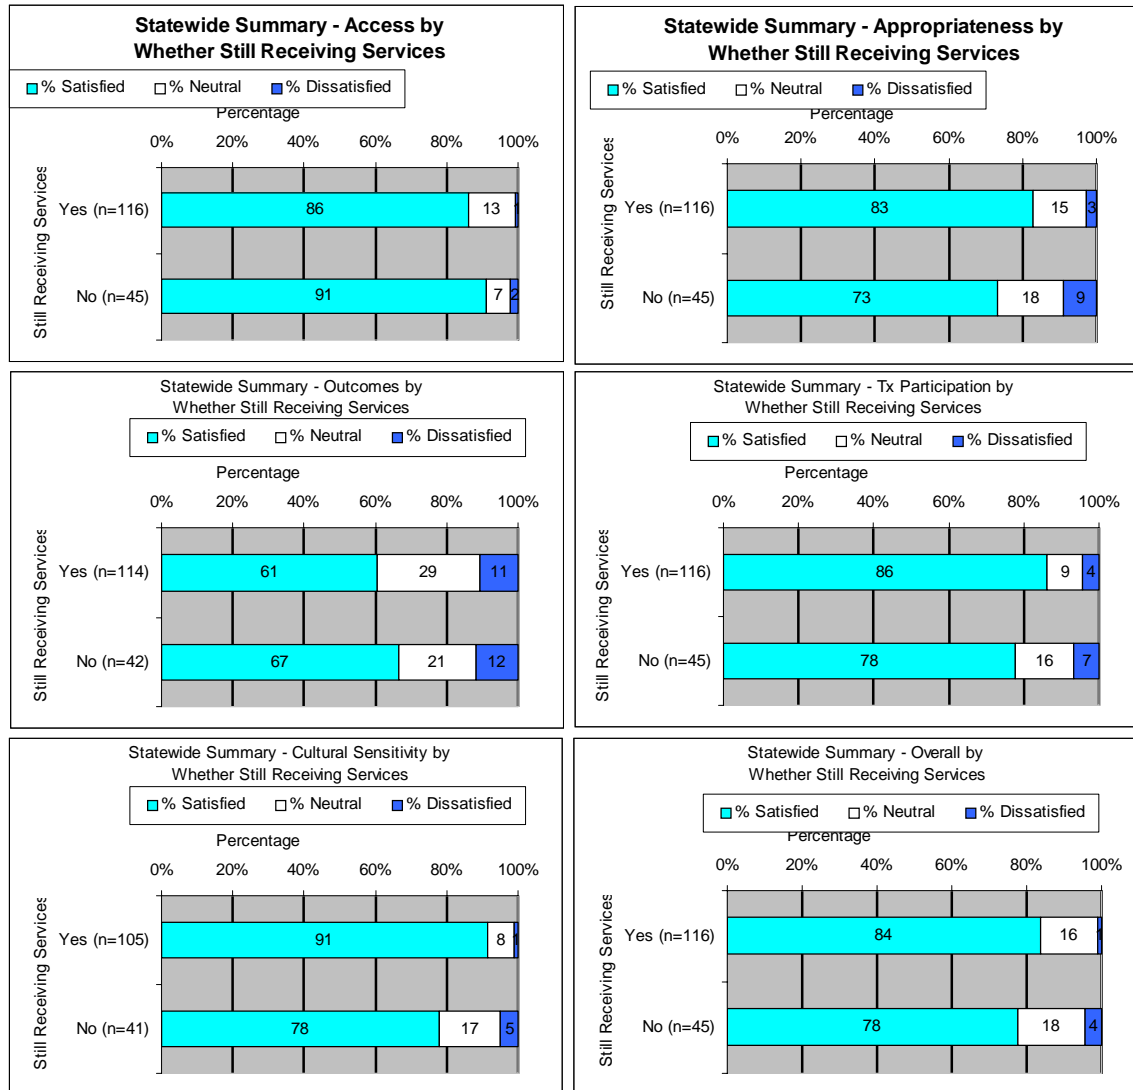 Statewide Summary - Access by
Whether Still Receiving Services
% Satisfied % Neutral % Dissatisfied
Percentage
0% 20% 40% 60% 80% 100%
Still Receiving Services
Yes (n=116) 86 13 1
No (n=45) 91 7 2
Statewide Summary - Appropriateness by
Whether Still Receiving Services
% Satisfied % Neutral % Dissatisfied
Percentage
0% 20% 40% 60% 80% 100%
Still Receiving Services
Yes (n=116) 83 15 3
No (n=45) 73 18 9
Statewide Summary - Outcomes by
Whether Still Receiving Services
% Satisfied % Neutral % Dissatisfied
Percentage
0% 20% 40% 60% 80% 100%
Still Receiving Services
Yes (n=114) 61 29 11
No (n=42) 67 21 12
Statewide Summary - Tx Participation by
Whether Still Receiving Services
% Satisfied % Neutral % Dissatisfied
Percentage
0% 20% 40% 60% 80% 100%
Still Receiving Services
Yes (n=116) 86 9 4
No (n=45) 78 16 7
Statewide Summary - Cultural Sensitivity by
Whether Still Receiving Services
% Satisfied % Neutral % Dissatisfied
Percentage
0% 20% 40% 60% 80% 100%
Still Receiving Services
Yes (n=105) 91 8 1
No (n=41) 78 17 5
Statewide Summary - Overall by
Whether Still Receiving Services
% Satisfied % Neutral % Dissatisfied
Percentage
0% 20% 40% 60% 80% 100%
Still Receiving Services
Yes (n=116) 84 16 1
No (n=45) 78 18 4